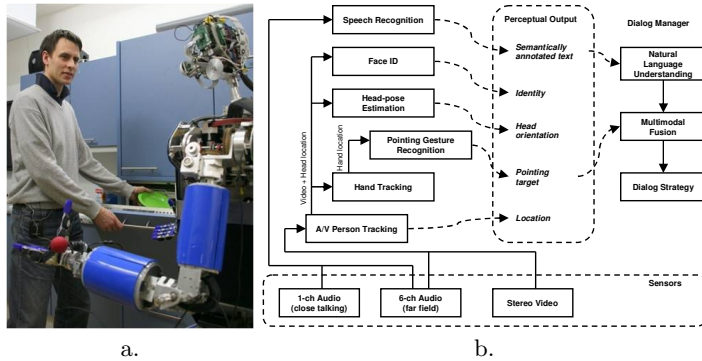 Speech Recognition
Face ID
Head-pose
Estimation
Pointing Gesture
Recognition
Hand Tracking
A/V Person Tracking
Video + Head location
Hand location
Perceptual Output
Semantically
annotated text
Identity
Head
orientation
Pointing
target
Location
Dialog Manager
Natural
Language
Understanding
Multimodal
Fusion
Dialog Strategy
Sensors
1-ch Audio
(close talking)
6-ch Audio
(far field)
Stereo Video
a.
b.